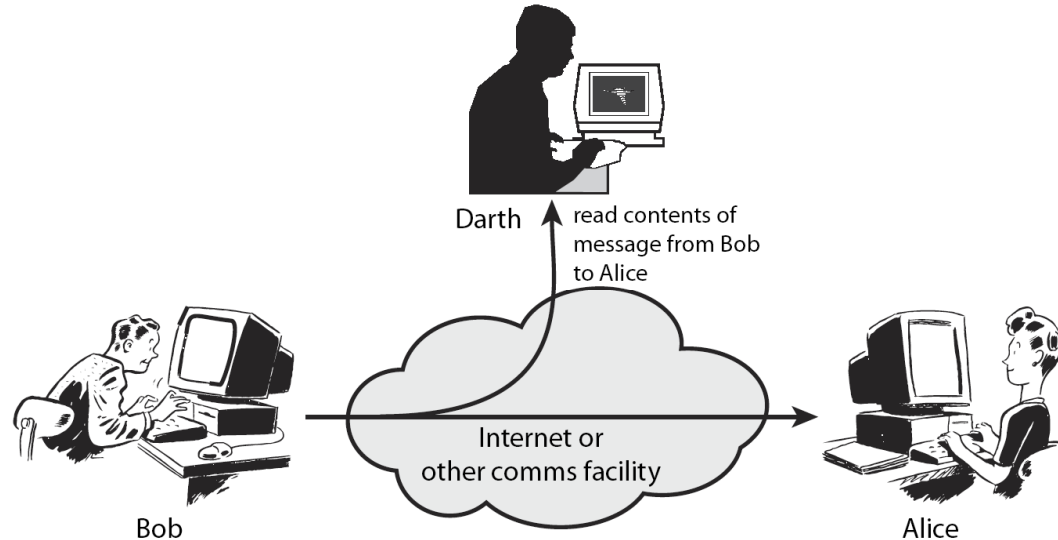 Darth
read contents of
message from Bob
to Alice
Internet or
other comms facility
Bob
Alice